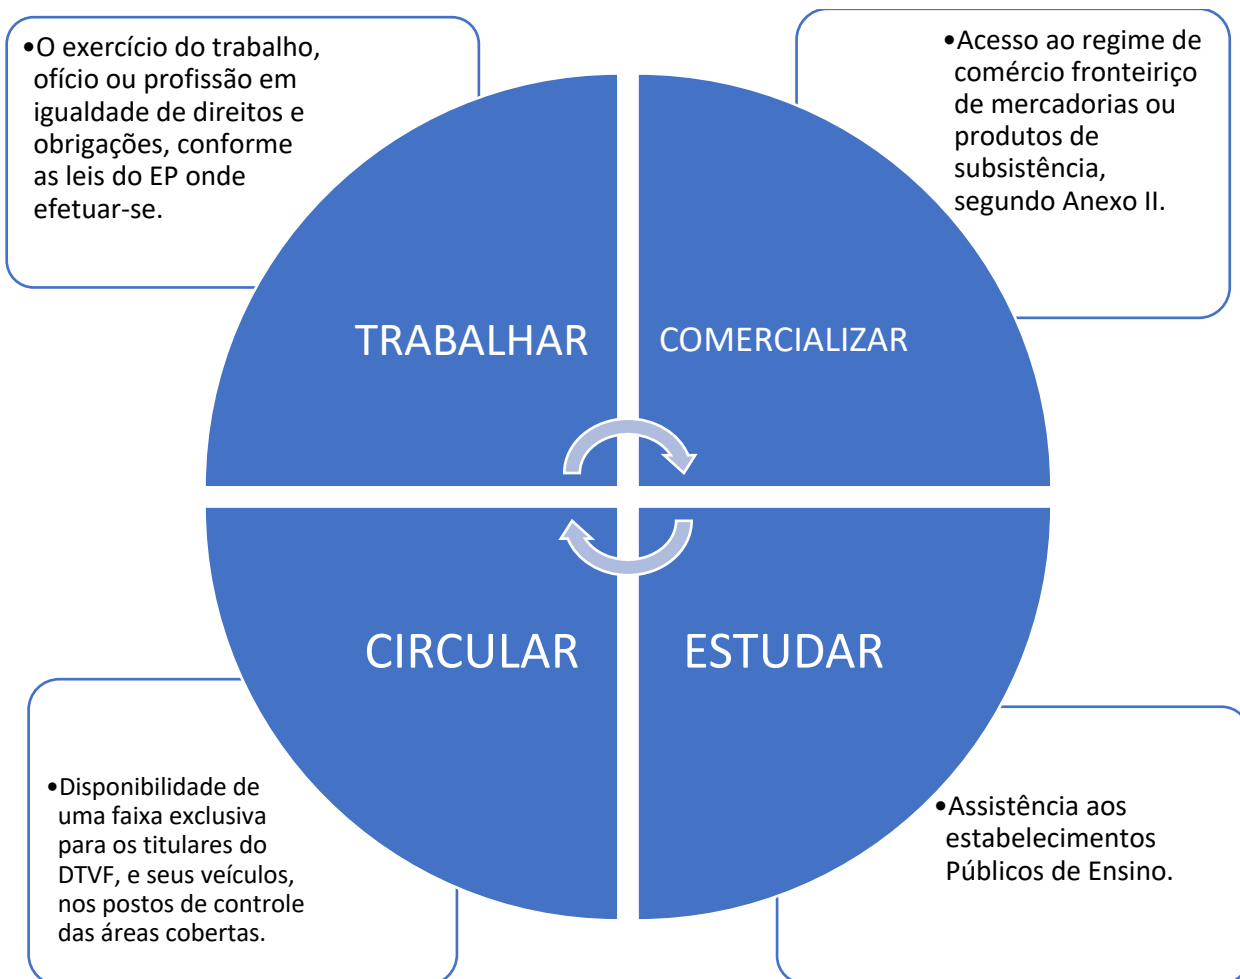 •O exercício do trabalho,
ofício ou profissão em
igualdade de direitos e
obrigações, conforme
as leis do EP onde
efetuar-se.
•Acesso ao regime de
comércio fronteiriço
de mercadorias ou
produtos de
subsistência,
segundo Anexo II.
TRABALHAR
COMERCIALIZAR
CIRCULAR
ESTUDAR
•Disponibilidade de
uma faixa exclusiva
para os titulares do
DTVF, e seus veículos,
nos postos de controle
das áreas cobertas.
•Assistência aos
estabelecimentos
Públicos de Ensino.